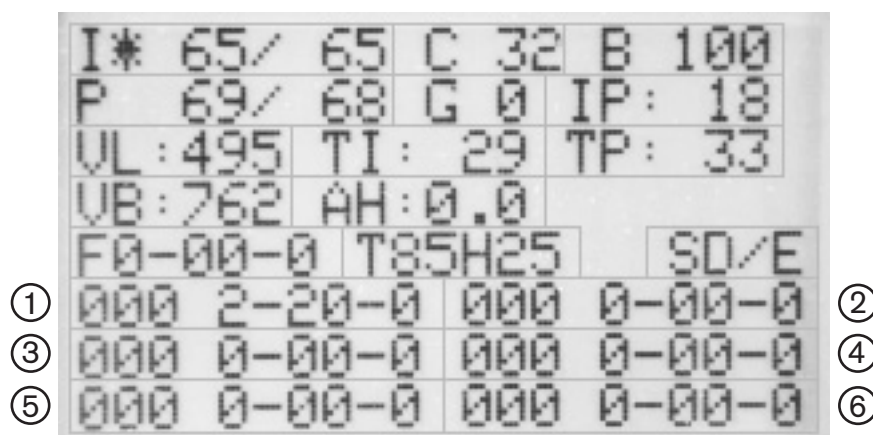 I☀ 65/ 65 C 32 B 100
P 69/ 68 G 0 IP: 18
VL:495 TI: 29 TP: 33
VB:762 AH:0.0
F0-00-0 T85H25 SD/E
① 000 2-20-0 000 0-00-0 ②
③ 000 0-00-0 000 0-00-0 ④
⑤ 000 0-00-0 000 0-00-0 ⑥